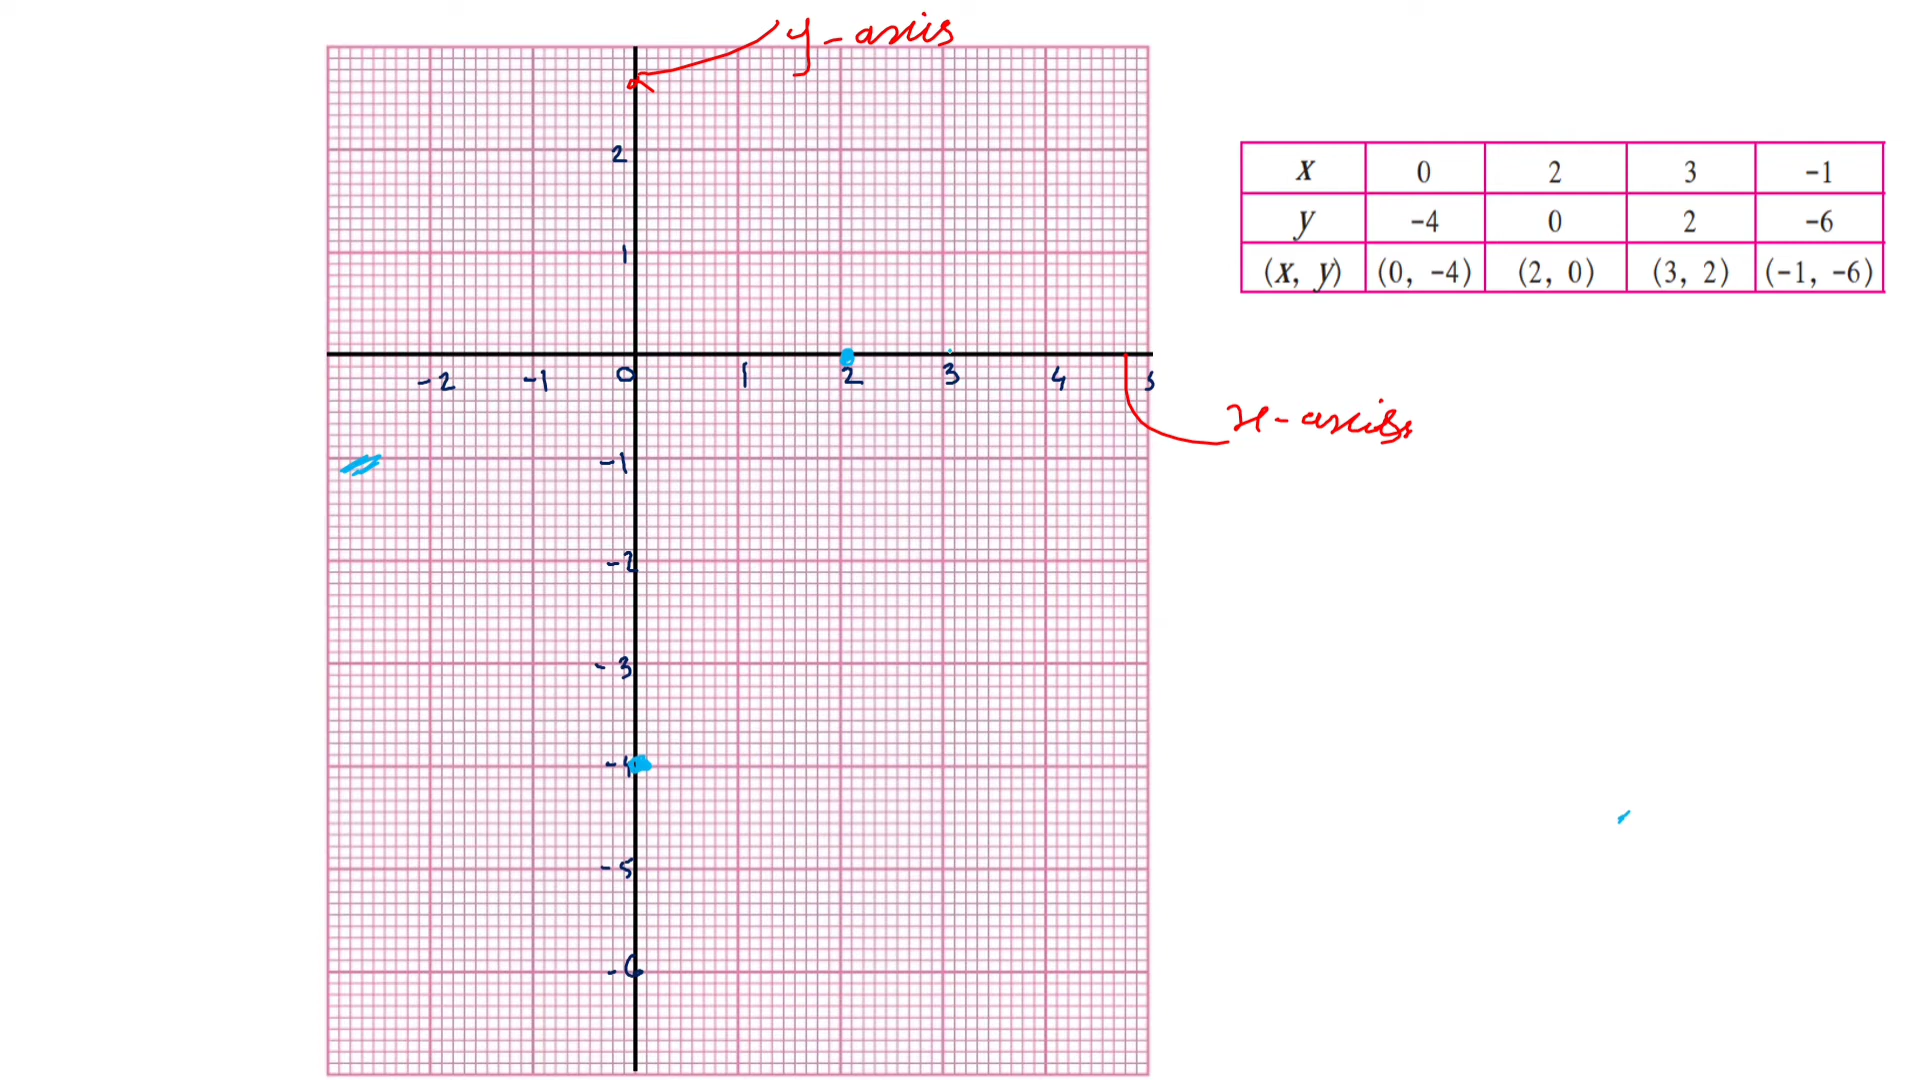 y-axis
2
1
-2 -1 0 1 2 3 4 5
x-axis
-1
-2
-3
-4
-5
-6
x 0 2 3 -1
y -4 0 2 -6
(x, y) (0, -4) (2, 0) (3, 2) (-1, -6)